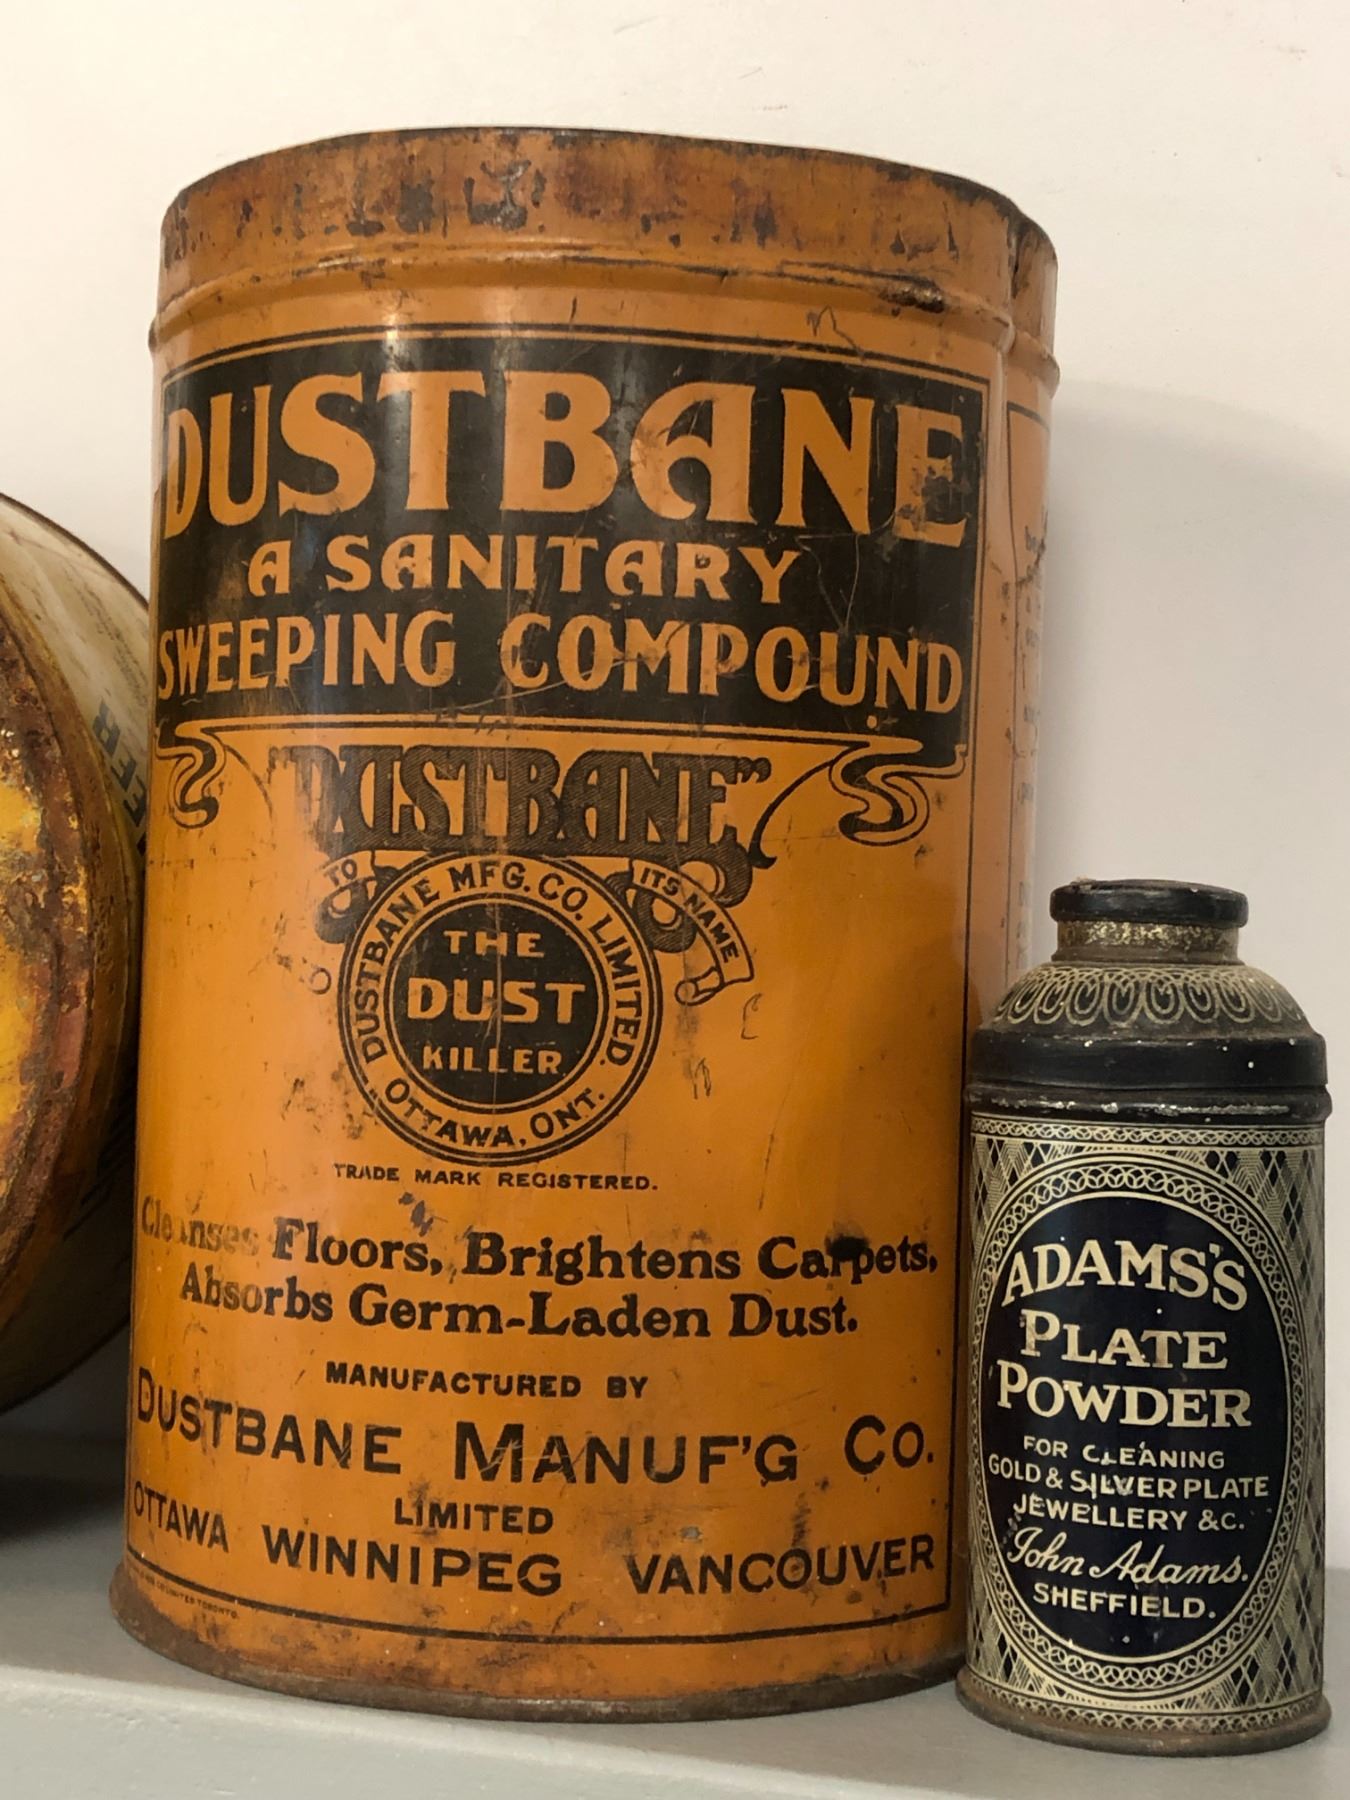 DUSTBANE
A SANITARY
SWEEPING COMPOUND
"DUSTBANE"
TO ITS NAME
DUSTBANE MFG. CO. LIMITED.
THE
DUST
KILLER
OTTAWA, ONT.
TRADE MARK REGISTERED.
Cleanses Floors, Brightens Carpets,
Absorbs Germ-Laden Dust.
MANUFACTURED BY
DUSTBANE MANUF'G CO.
LIMITED
OTTAWA WINNIPEG VANCOUVER
LIMITED TORONTO.
ADAMS'S
PLATE
POWDER
FOR CLEANING
GOLD & SILVER PLATE
JEWELLERY &C.
John Adams.
SHEFFIELD.